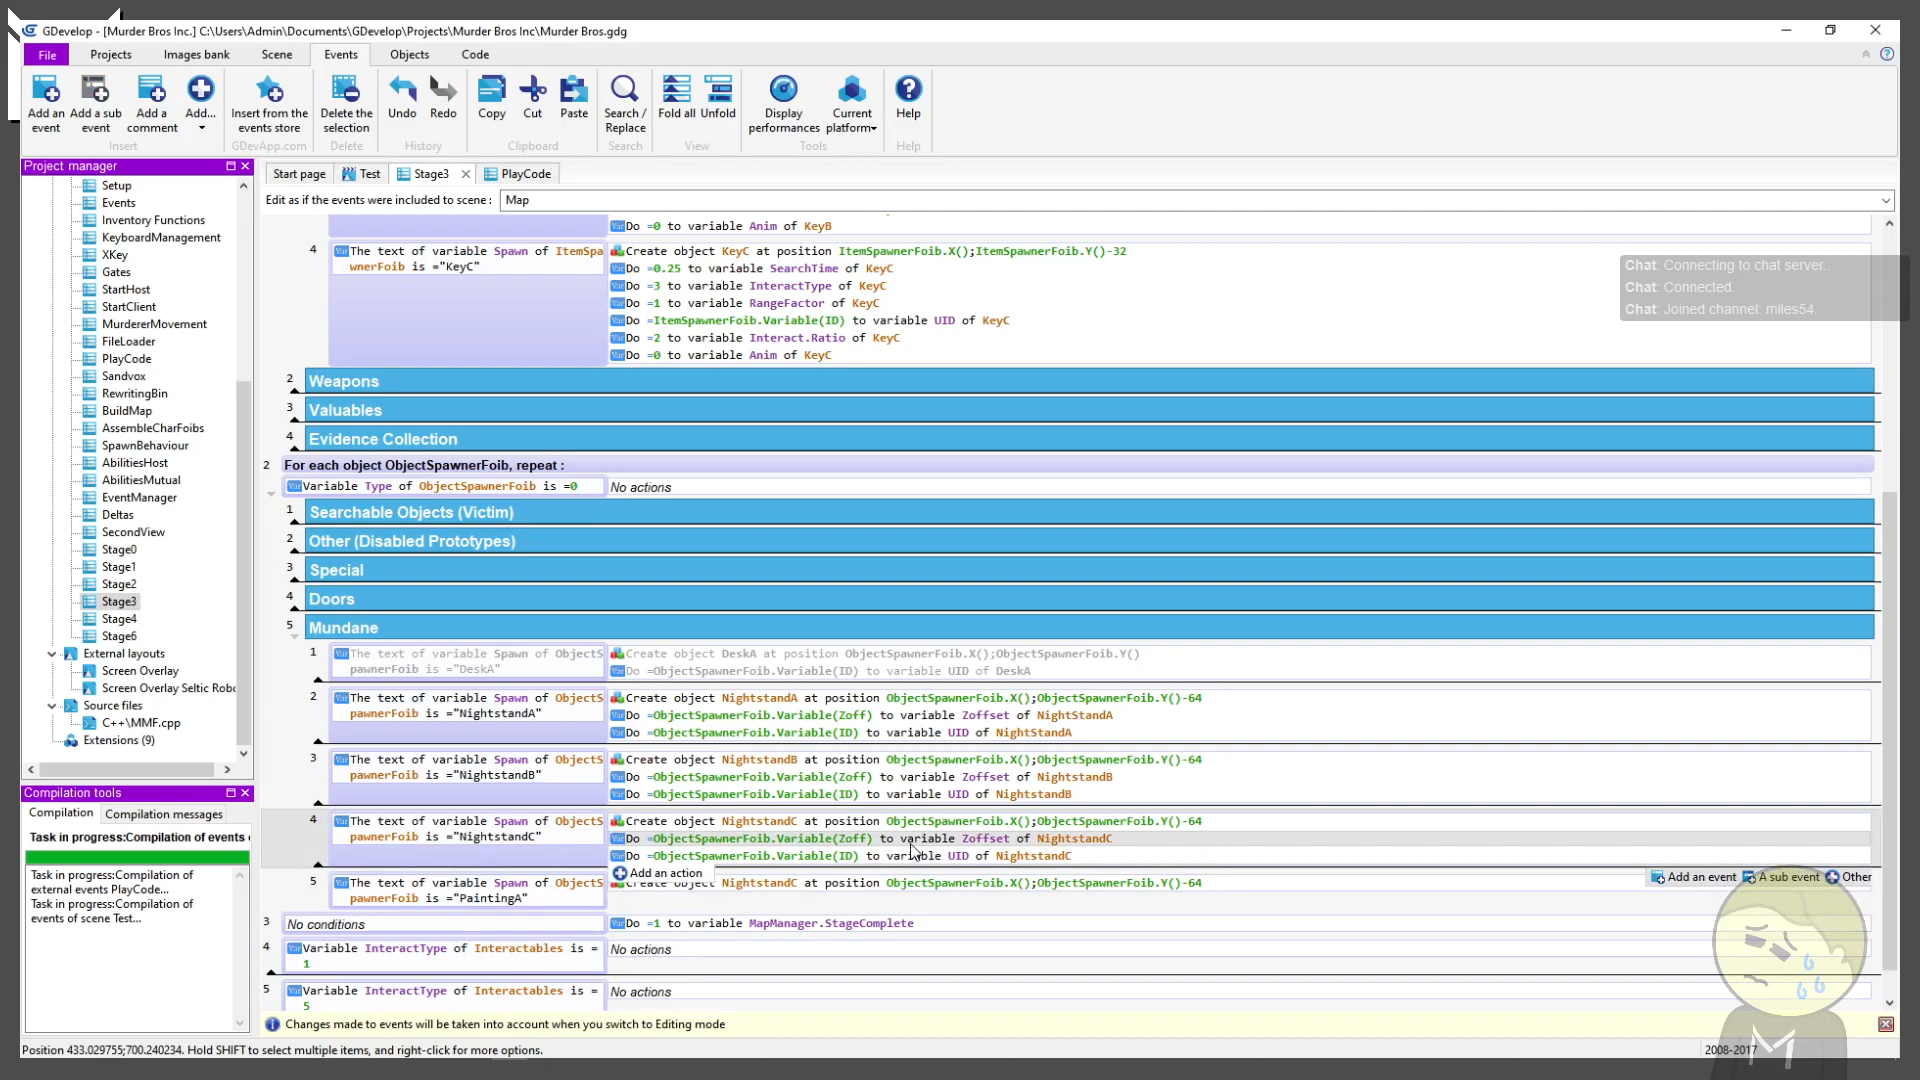 GDevelop - [Murder Bros Inc.] C:\Users\Admin\Documents\GDevelop\Projects\Murder Bros Inc\Murder Bros.gdg
File Projects Images bank Scene Events Objects Code
Add an event
Add a sub event
Add a comment
Add...
Insert from the events store
Delete the selection
Undo
Redo
Copy
Cut
Paste
Search / Replace
Fold all
Unfold
Display performances
Current platform
Help
Insert GDevApp.com Delete History Clipboard Search View Tools Help
Project manager
Setup
Events
Inventory Functions
KeyboardManagement
XKey
Gates
StartHost
StartClient
MurdererMovement
FileLoader
PlayCode
Sandvox
RewritingBin
BuildMap
AssembleCharFoibs
SpawnBehaviour
AbilitiesHost
AbilitiesMutual
EventManager
Deltas
SecondView
Stage0
Stage1
Stage2
Stage3
Stage4
Stage6
External layouts
Screen Overlay
Screen Overlay Seltic Robo
Source files
C++\MMF.cpp
Extensions (9)
Compilation tools
Compilation Compilation messages
Task in progress:Compilation of events
Task in progress:Compilation of
external events PlayCode...
Task in progress:Compilation of
events of scene Test...
Start page Test Stage3 PlayCode
Edit as if the events were included to scene : Map
Do =0 to variable Anim of KeyB
4 The text of variable Spawn of ItemSpa
wnerFoib is ="KeyC"
Create object KeyC at position ItemSpawnerFoib.X();ItemSpawnerFoib.Y()-32
Do =0.25 to variable SearchTime of KeyC
Do =3 to variable InteractType of KeyC
Do =1 to variable RangeFactor of KeyC
Do =ItemSpawnerFoib.Variable(ID) to variable UID of KeyC
Do =2 to variable Interact.Ratio of KeyC
Do =0 to variable Anim of KeyC
2 Weapons
3 Valuables
4 Evidence Collection
2 For each object ObjectSpawnerFoib, repeat :
Variable Type of ObjectSpawnerFoib is =0 No actions
1 Searchable Objects (Victim)
2 Other (Disabled Prototypes)
3 Special
4 Doors
5 Mundane
1 The text of variable Spawn of ObjectS
pawnerFoib is ="DeskA"
Create object DeskA at position ObjectSpawnerFoib.X();ObjectSpawnerFoib.Y()
Do =ObjectSpawnerFoib.Variable(ID) to variable UID of DeskA
2 The text of variable Spawn of ObjectS
pawnerFoib is ="NightstandA"
Create object NightstandA at position ObjectSpawnerFoib.X();ObjectSpawnerFoib.Y()-64
Do =ObjectSpawnerFoib.Variable(Zoff) to variable Zoffset of NightStandA
Do =ObjectSpawnerFoib.Variable(ID) to variable UID of NightStandA
3 The text of variable Spawn of ObjectS
pawnerFoib is ="NightstandB"
Create object NightstandB at position ObjectSpawnerFoib.X();ObjectSpawnerFoib.Y()-64
Do =ObjectSpawnerFoib.Variable(Zoff) to variable Zoffset of NightstandB
Do =ObjectSpawnerFoib.Variable(ID) to variable UID of NightstandB
4 The text of variable Spawn of ObjectS
pawnerFoib is ="NightstandC"
Create object NightstandC at position ObjectSpawnerFoib.X();ObjectSpawnerFoib.Y()-64
Do =ObjectSpawnerFoib.Variable(Zoff) to variable Zoffset of NightstandC
Do =ObjectSpawnerFoib.Variable(ID) to variable UID of NightstandC
Add an action
Add an event A sub event Other
5 The text of variable Spawn of ObjectS
pawnerFoib is ="PaintingA"
Create object NightstandC at position ObjectSpawnerFoib.X();ObjectSpawnerFoib.Y()-64
3 No conditions Do =1 to variable MapManager.StageComplete
4 Variable InteractType of Interactables is =
1
No actions
5 Variable InteractType of Interactables is =
5
No actions
Changes made to events will be taken into account when you switch to Editing mode
Position 433.029755;700.240234. Hold SHIFT to select multiple items, and right-click for more options.
2008-2017
Chat: Connecting to chat server..
Chat: Connected.
Chat: Joined channel: miles54.